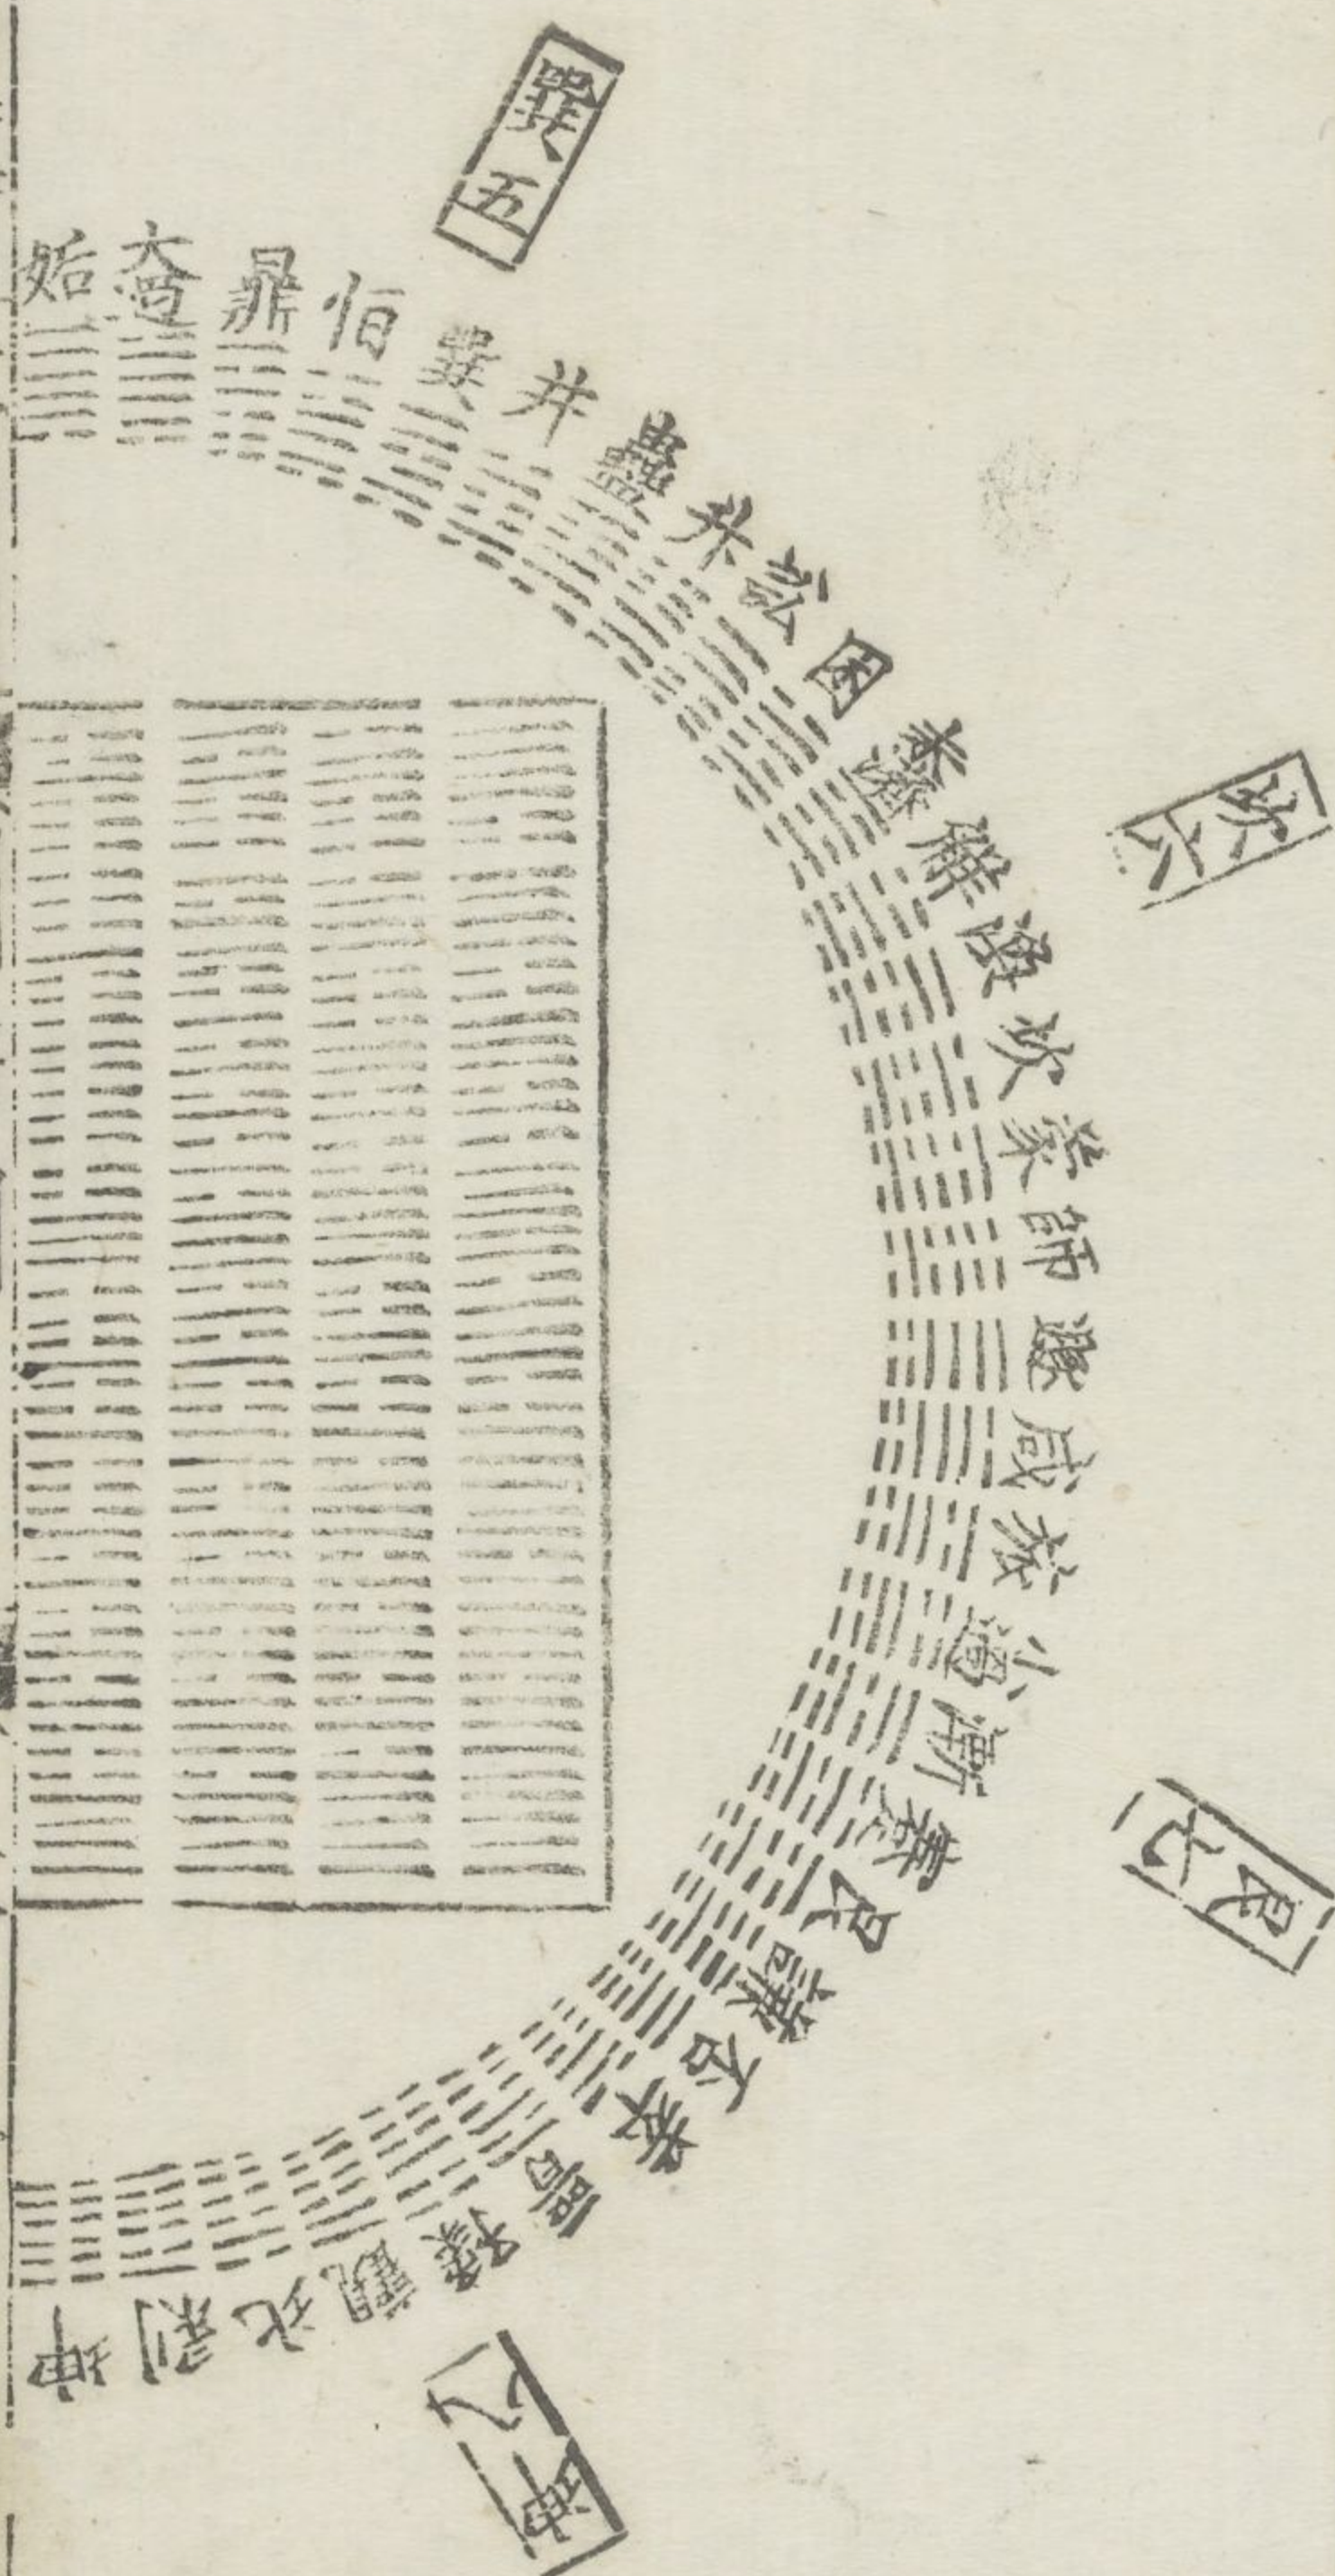 巽五
姤
大過
鼎
恒
巽
井
蠱
升
訟
困
未濟
解
渙
坎
蒙
師
遯
咸
旅
小過
漸
蹇
艮
謙
否
萃
晉
豫
觀
比
剝
坤
坎六
艮七
坤八